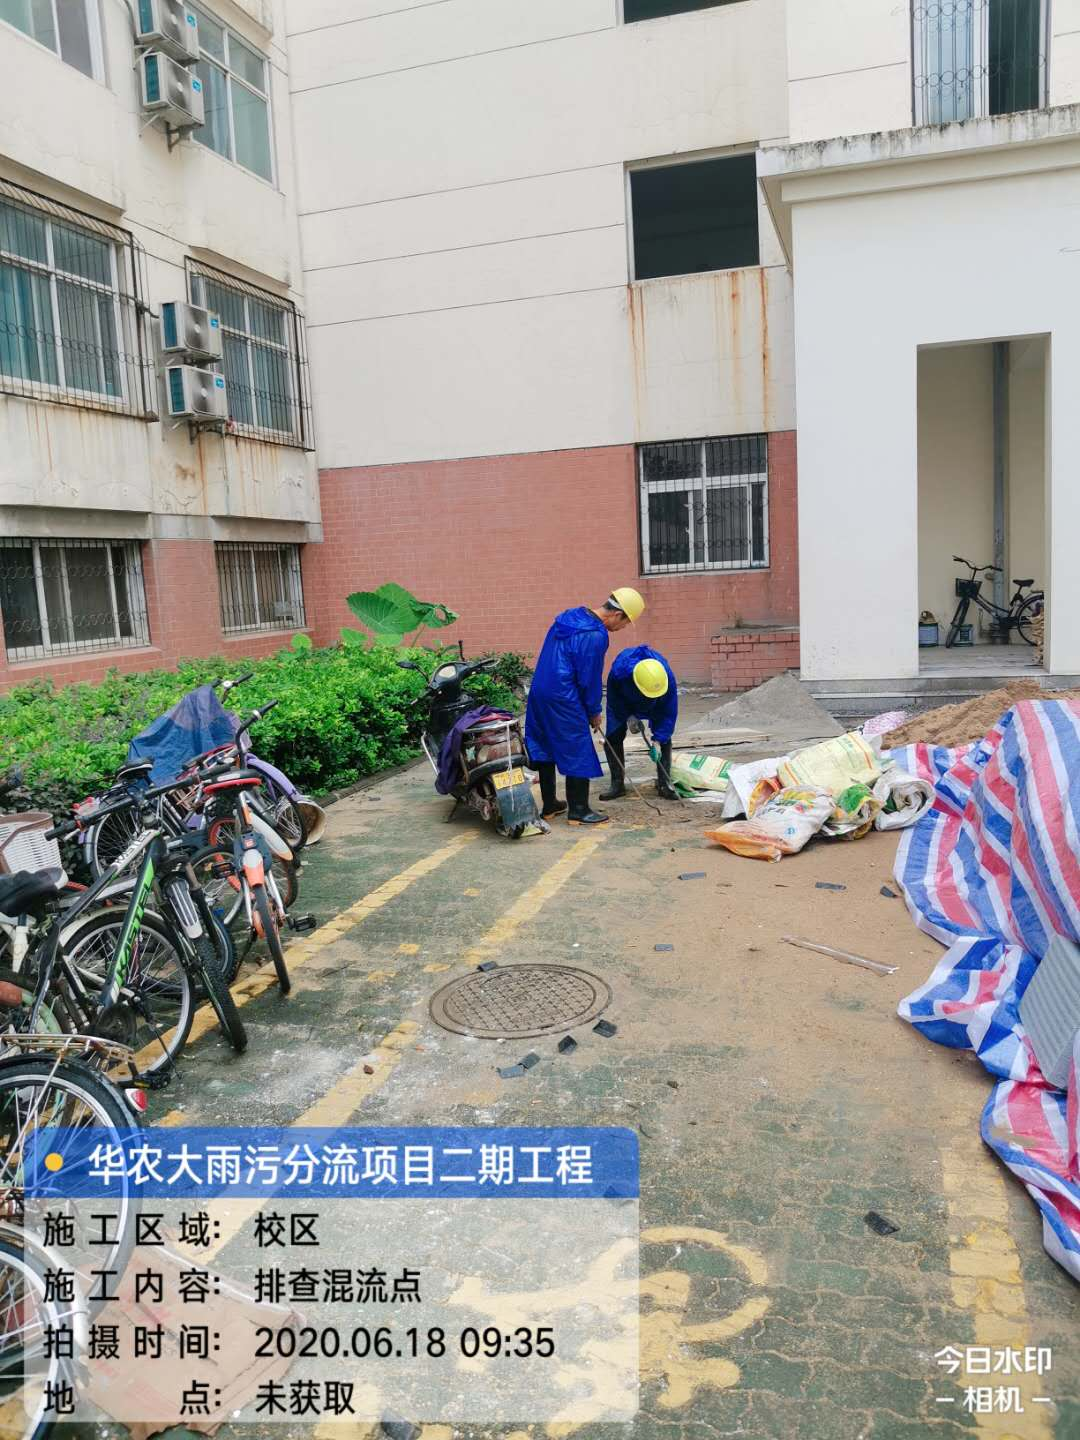 华农大雨污分流项目二期工程
施工区域: 校区
施工内容: 排查混流点
拍摄时间: 2020.06.18 09:35
地点: 未获取
今日水印
-相机-